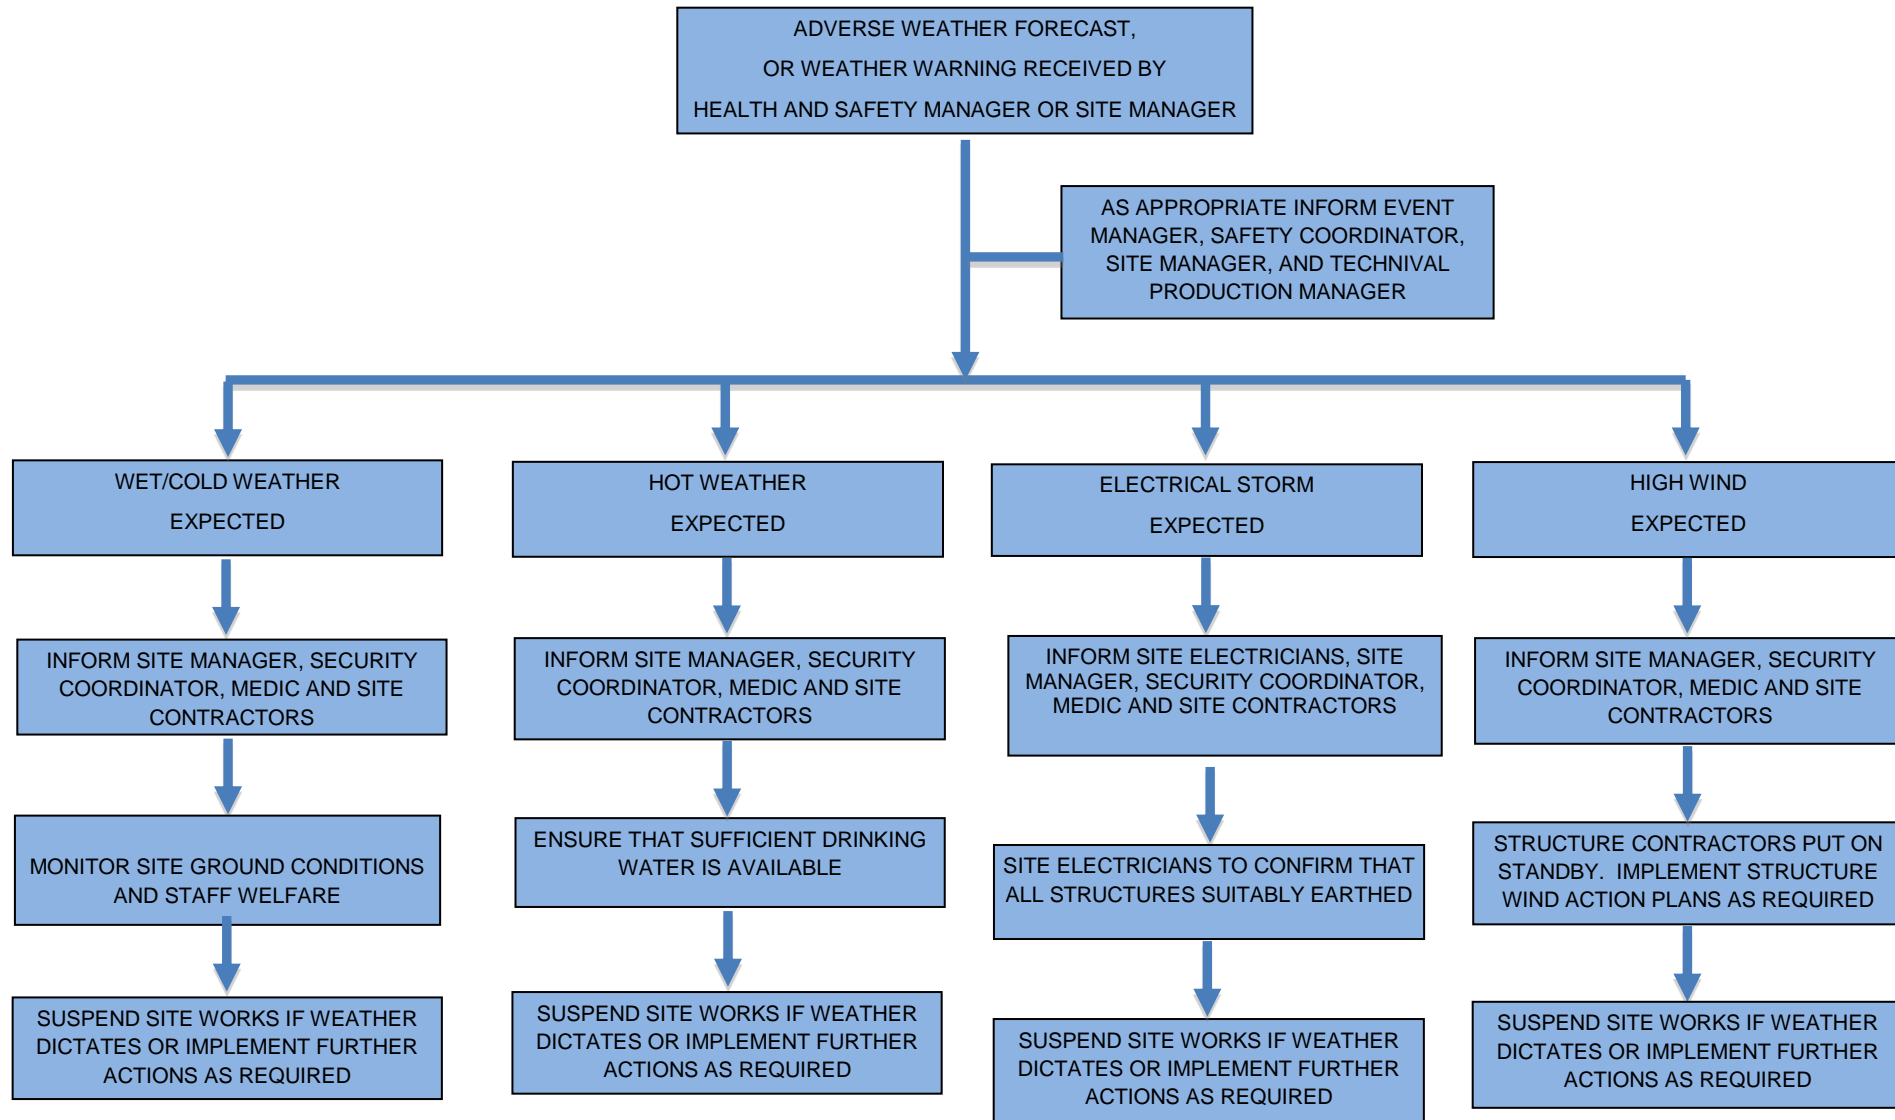 ADVERSE WEATHER FORECAST,
OR WEATHER WARNING RECEIVED BY
HEALTH AND SAFETY MANAGER OR SITE MANAGER
AS APPROPRIATE INFORM EVENT
MANAGER, SAFETY COORDINATOR,
SITE MANAGER, AND TECHNIVAL
PRODUCTION MANAGER
WET/COLD WEATHER
EXPECTED
INFORM SITE MANAGER, SECURITY
COORDINATOR, MEDIC AND SITE
CONTRACTORS
MONITOR SITE GROUND CONDITIONS
AND STAFF WELFARE
SUSPEND SITE WORKS IF WEATHER
DICTATES OR IMPLEMENT FURTHER
ACTIONS AS REQUIRED
HOT WEATHER
EXPECTED
INFORM SITE MANAGER, SECURITY
COORDINATOR, MEDIC AND SITE
CONTRACTORS
ENSURE THAT SUFFICIENT DRINKING
WATER IS AVAILABLE
SUSPEND SITE WORKS IF WEATHER
DICTATES OR IMPLEMENT FURTHER
ACTIONS AS REQUIRED
ELECTRICAL STORM
EXPECTED
INFORM SITE ELECTRICIANS, SITE
MANAGER, SECURITY COORDINATOR,
MEDIC AND SITE CONTRACTORS
SITE ELECTRICIANS TO CONFIRM THAT
ALL STRUCTURES SUITABLY EARTHED
SUSPEND SITE WORKS IF WEATHER
DICTATES OR IMPLEMENT FURTHER
ACTIONS AS REQUIRED
HIGH WIND
EXPECTED
INFORM SITE MANAGER, SECURITY
COORDINATOR, MEDIC AND SITE
CONTRACTORS
STRUCTURE CONTRACTORS PUT ON
STANDBY. IMPLEMENT STRUCTURE
WIND ACTION PLANS AS REQUIRED
SUSPEND SITE WORKS IF WEATHER
DICTATES OR IMPLEMENT FURTHER
ACTIONS AS REQUIRED